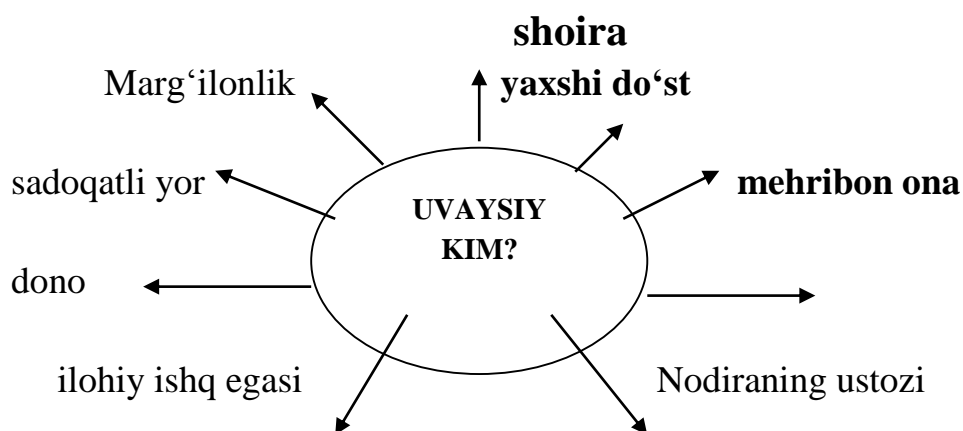 shoira
Marg‘ilonlik
yaxshi do‘st
sadoqatli yor
mehribon ona
UVAYSIY
KIM?
dono
ilohiy ishq egasi
Nodiraning ustozi